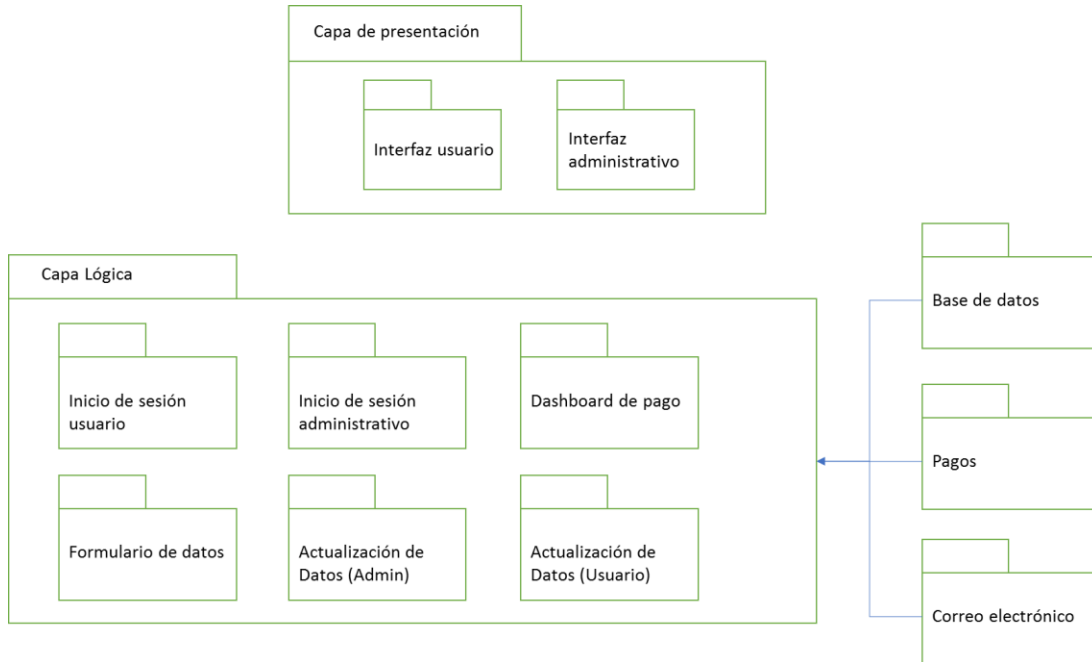 Capa de presentación
Interfaz usuario
Interfaz
administrativo
Capa Lógica
Inicio de sesión
usuario
Inicio de sesión
administrativo
Dashboard de pago
Formulario de datos
Actualización de
Datos (Admin)
Actualización de
Datos (Usuario)
Base de datos
Pagos
Correo electrónico